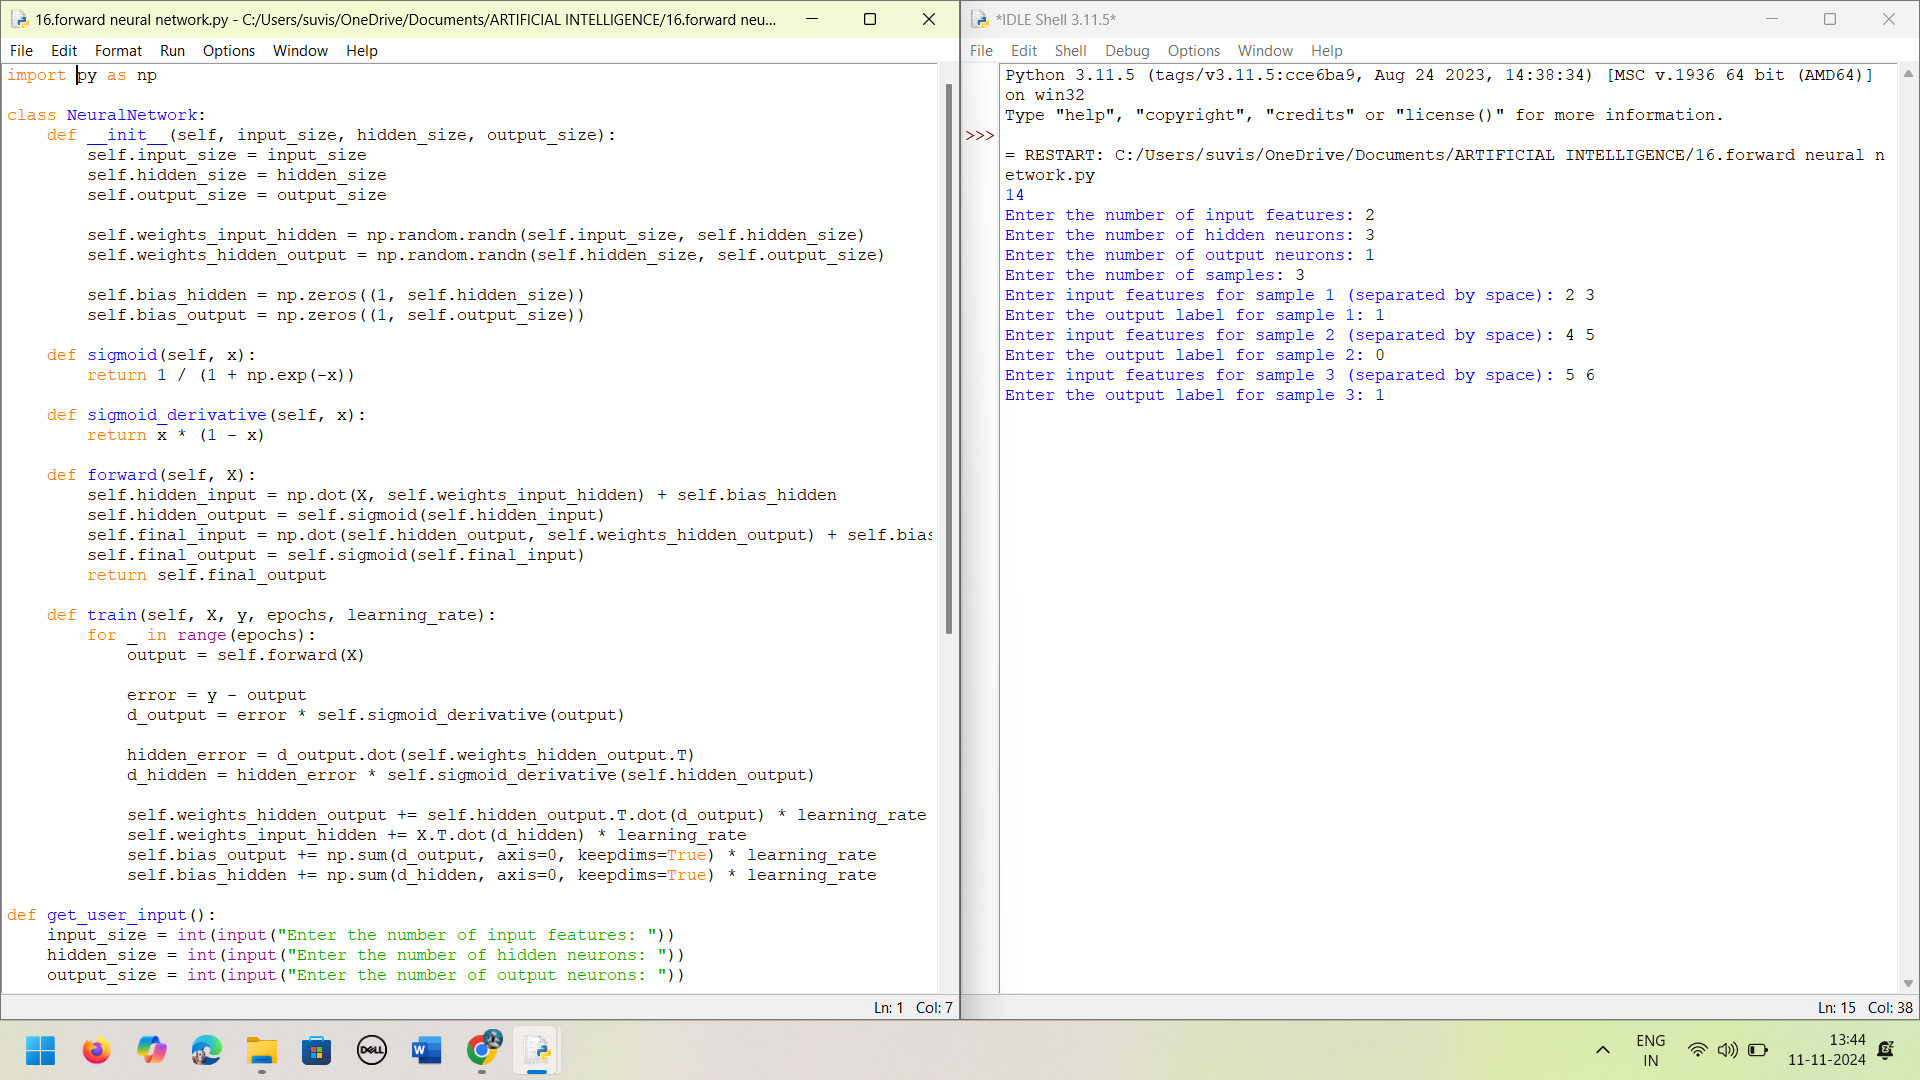 16.forward neural network.py - C:/Users/suvis/OneDrive/Documents/ARTIFICIAL INTELLIGENCE/16.forward neu...
File Edit Format Run Options Window Help
import py as np
class NeuralNetwork:
    def __init__(self, input_size, hidden_size, output_size):
        self.input_size = input_size
        self.hidden_size = hidden_size
        self.output_size = output_size
        self.weights_input_hidden = np.random.randn(self.input_size, self.hidden_size)
        self.weights_hidden_output = np.random.randn(self.hidden_size, self.output_size)
        self.bias_hidden = np.zeros((1, self.hidden_size))
        self.bias_output = np.zeros((1, self.output_size))
    def sigmoid(self, x):
        return 1 / (1 + np.exp(-x))
    def sigmoid_derivative(self, x):
        return x * (1 - x)
    def forward(self, X):
        self.hidden_input = np.dot(X, self.weights_input_hidden) + self.bias_hidden
        self.hidden_output = self.sigmoid(self.hidden_input)
        self.final_input = np.dot(self.hidden_output, self.weights_hidden_output) + self.bias
        self.final_output = self.sigmoid(self.final_input)
        return self.final_output
    def train(self, X, y, epochs, learning_rate):
        for _ in range(epochs):
            output = self.forward(X)
            error = y - output
            d_output = error * self.sigmoid_derivative(output)
            hidden_error = d_output.dot(self.weights_hidden_output.T)
            d_hidden = hidden_error * self.sigmoid_derivative(self.hidden_output)
            self.weights_hidden_output += self.hidden_output.T.dot(d_output) * learning_rate
            self.weights_input_hidden += X.T.dot(d_hidden) * learning_rate
            self.bias_output += np.sum(d_output, axis=0, keepdims=True) * learning_rate
            self.bias_hidden += np.sum(d_hidden, axis=0, keepdims=True) * learning_rate
def get_user_input():
    input_size = int(input("Enter the number of input features: "))
    hidden_size = int(input("Enter the number of hidden neurons: "))
    output_size = int(input("Enter the number of output neurons: "))
Ln: 1 Col: 7
*IDLE Shell 3.11.5*
File Edit Shell Debug Options Window Help
Python 3.11.5 (tags/v3.11.5:cce6ba9, Aug 24 2023, 14:38:34) [MSC v.1936 64 bit (AMD64)]
on win32
Type "help", "copyright", "credits" or "license()" for more information.
>>>
= RESTART: C:/Users/suvis/OneDrive/Documents/ARTIFICIAL INTELLIGENCE/16.forward neural n
etwork.py
14
Enter the number of input features: 2
Enter the number of hidden neurons: 3
Enter the number of output neurons: 1
Enter the number of samples: 3
Enter input features for sample 1 (separated by space): 2 3
Enter the output label for sample 1: 1
Enter input features for sample 2 (separated by space): 4 5
Enter the output label for sample 2: 0
Enter input features for sample 3 (separated by space): 5 6
Enter the output label for sample 3: 1
Ln: 15 Col: 38
DELL
W
ENG
IN
13:44
11-11-2024